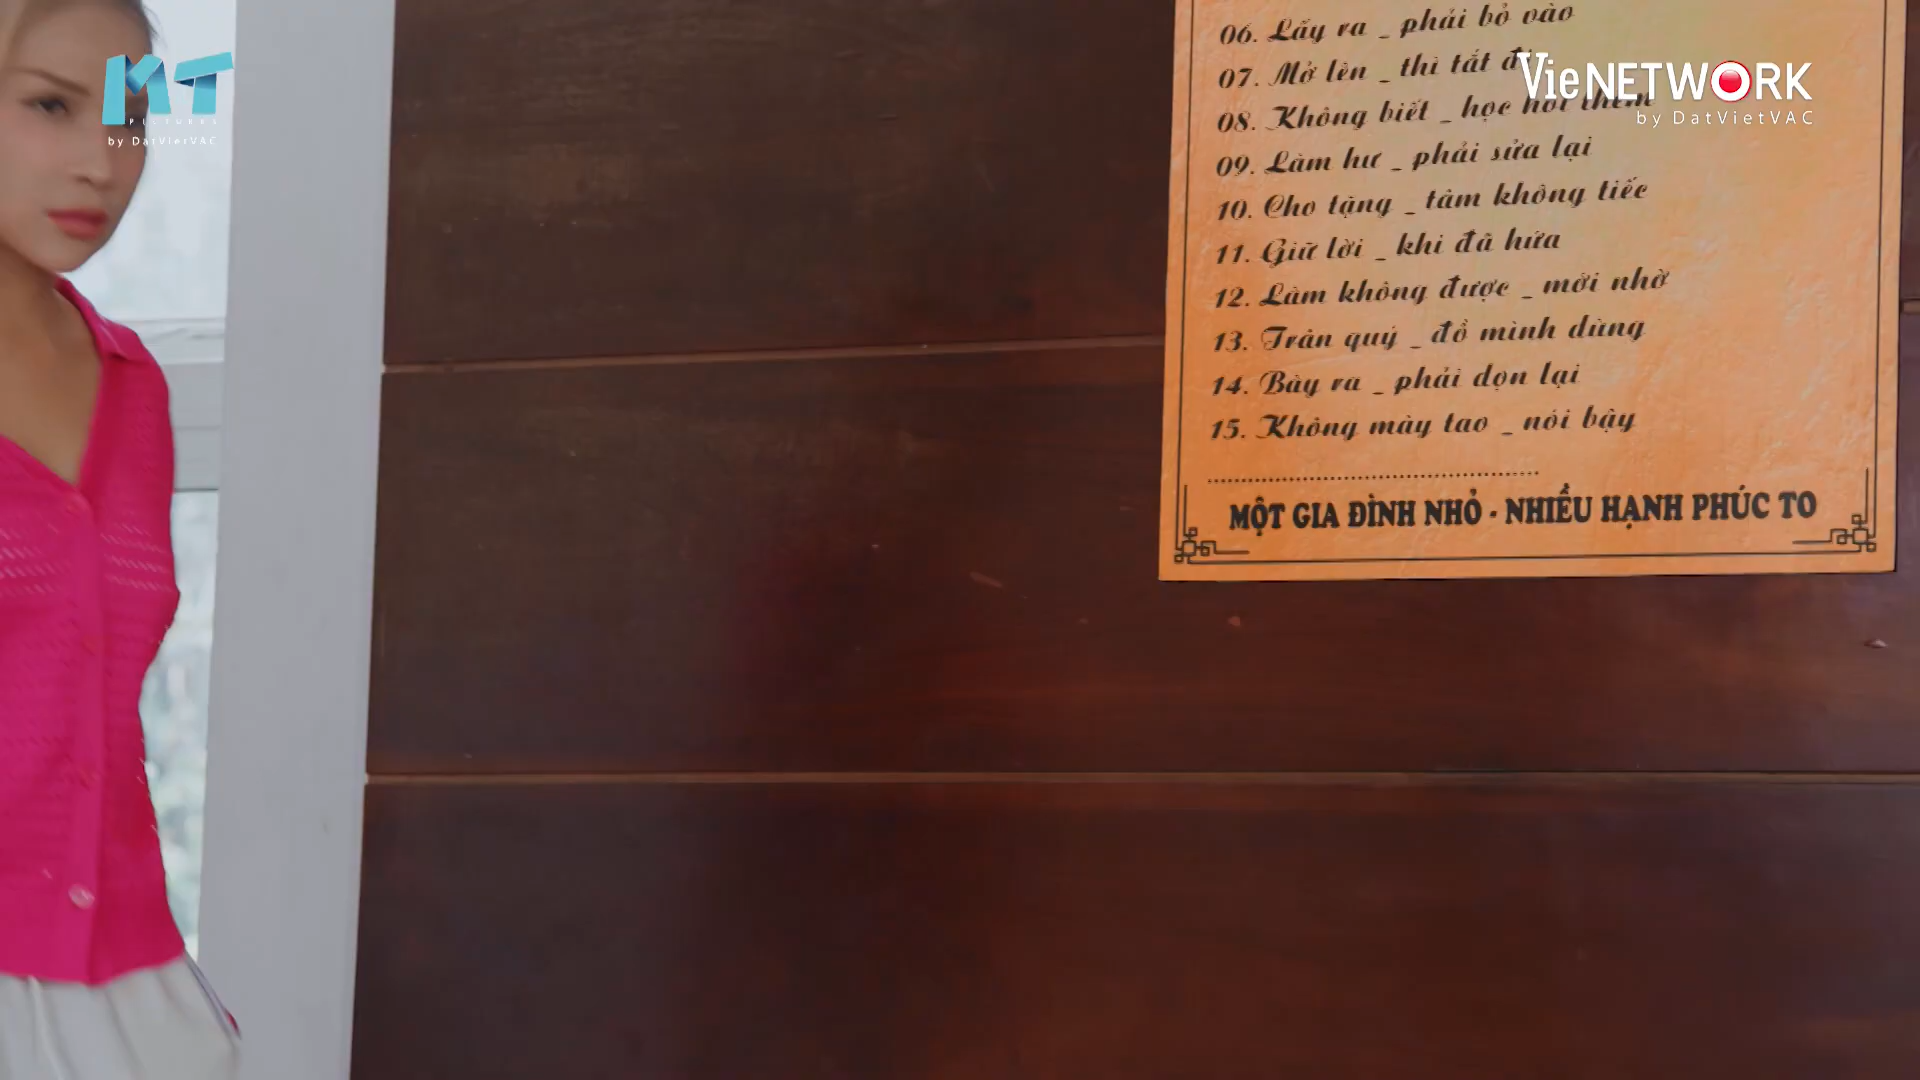 MT
PICTURES
by DatVietVAC
VieNETWORK
by DatVietVAC
06. Lấy ra _ phải bỏ vào
07. Mở lên _ thì tắt đi
08. Không biết _ học hỏi thêm
09. Làm hư _ phải sửa lại
10. Cho tặng _ tâm không tiếc
11. Giữ lời _ khi đã hứa
12. Làm không được _ mới nhờ
13. Trân quý _ đồ mình dùng
14. Bày ra _ phải dọn lại
15. Không mày tao _ nói bậy
MỘT GIA ĐÌNH NHỎ - NHIỀU HẠNH PHÚC TO